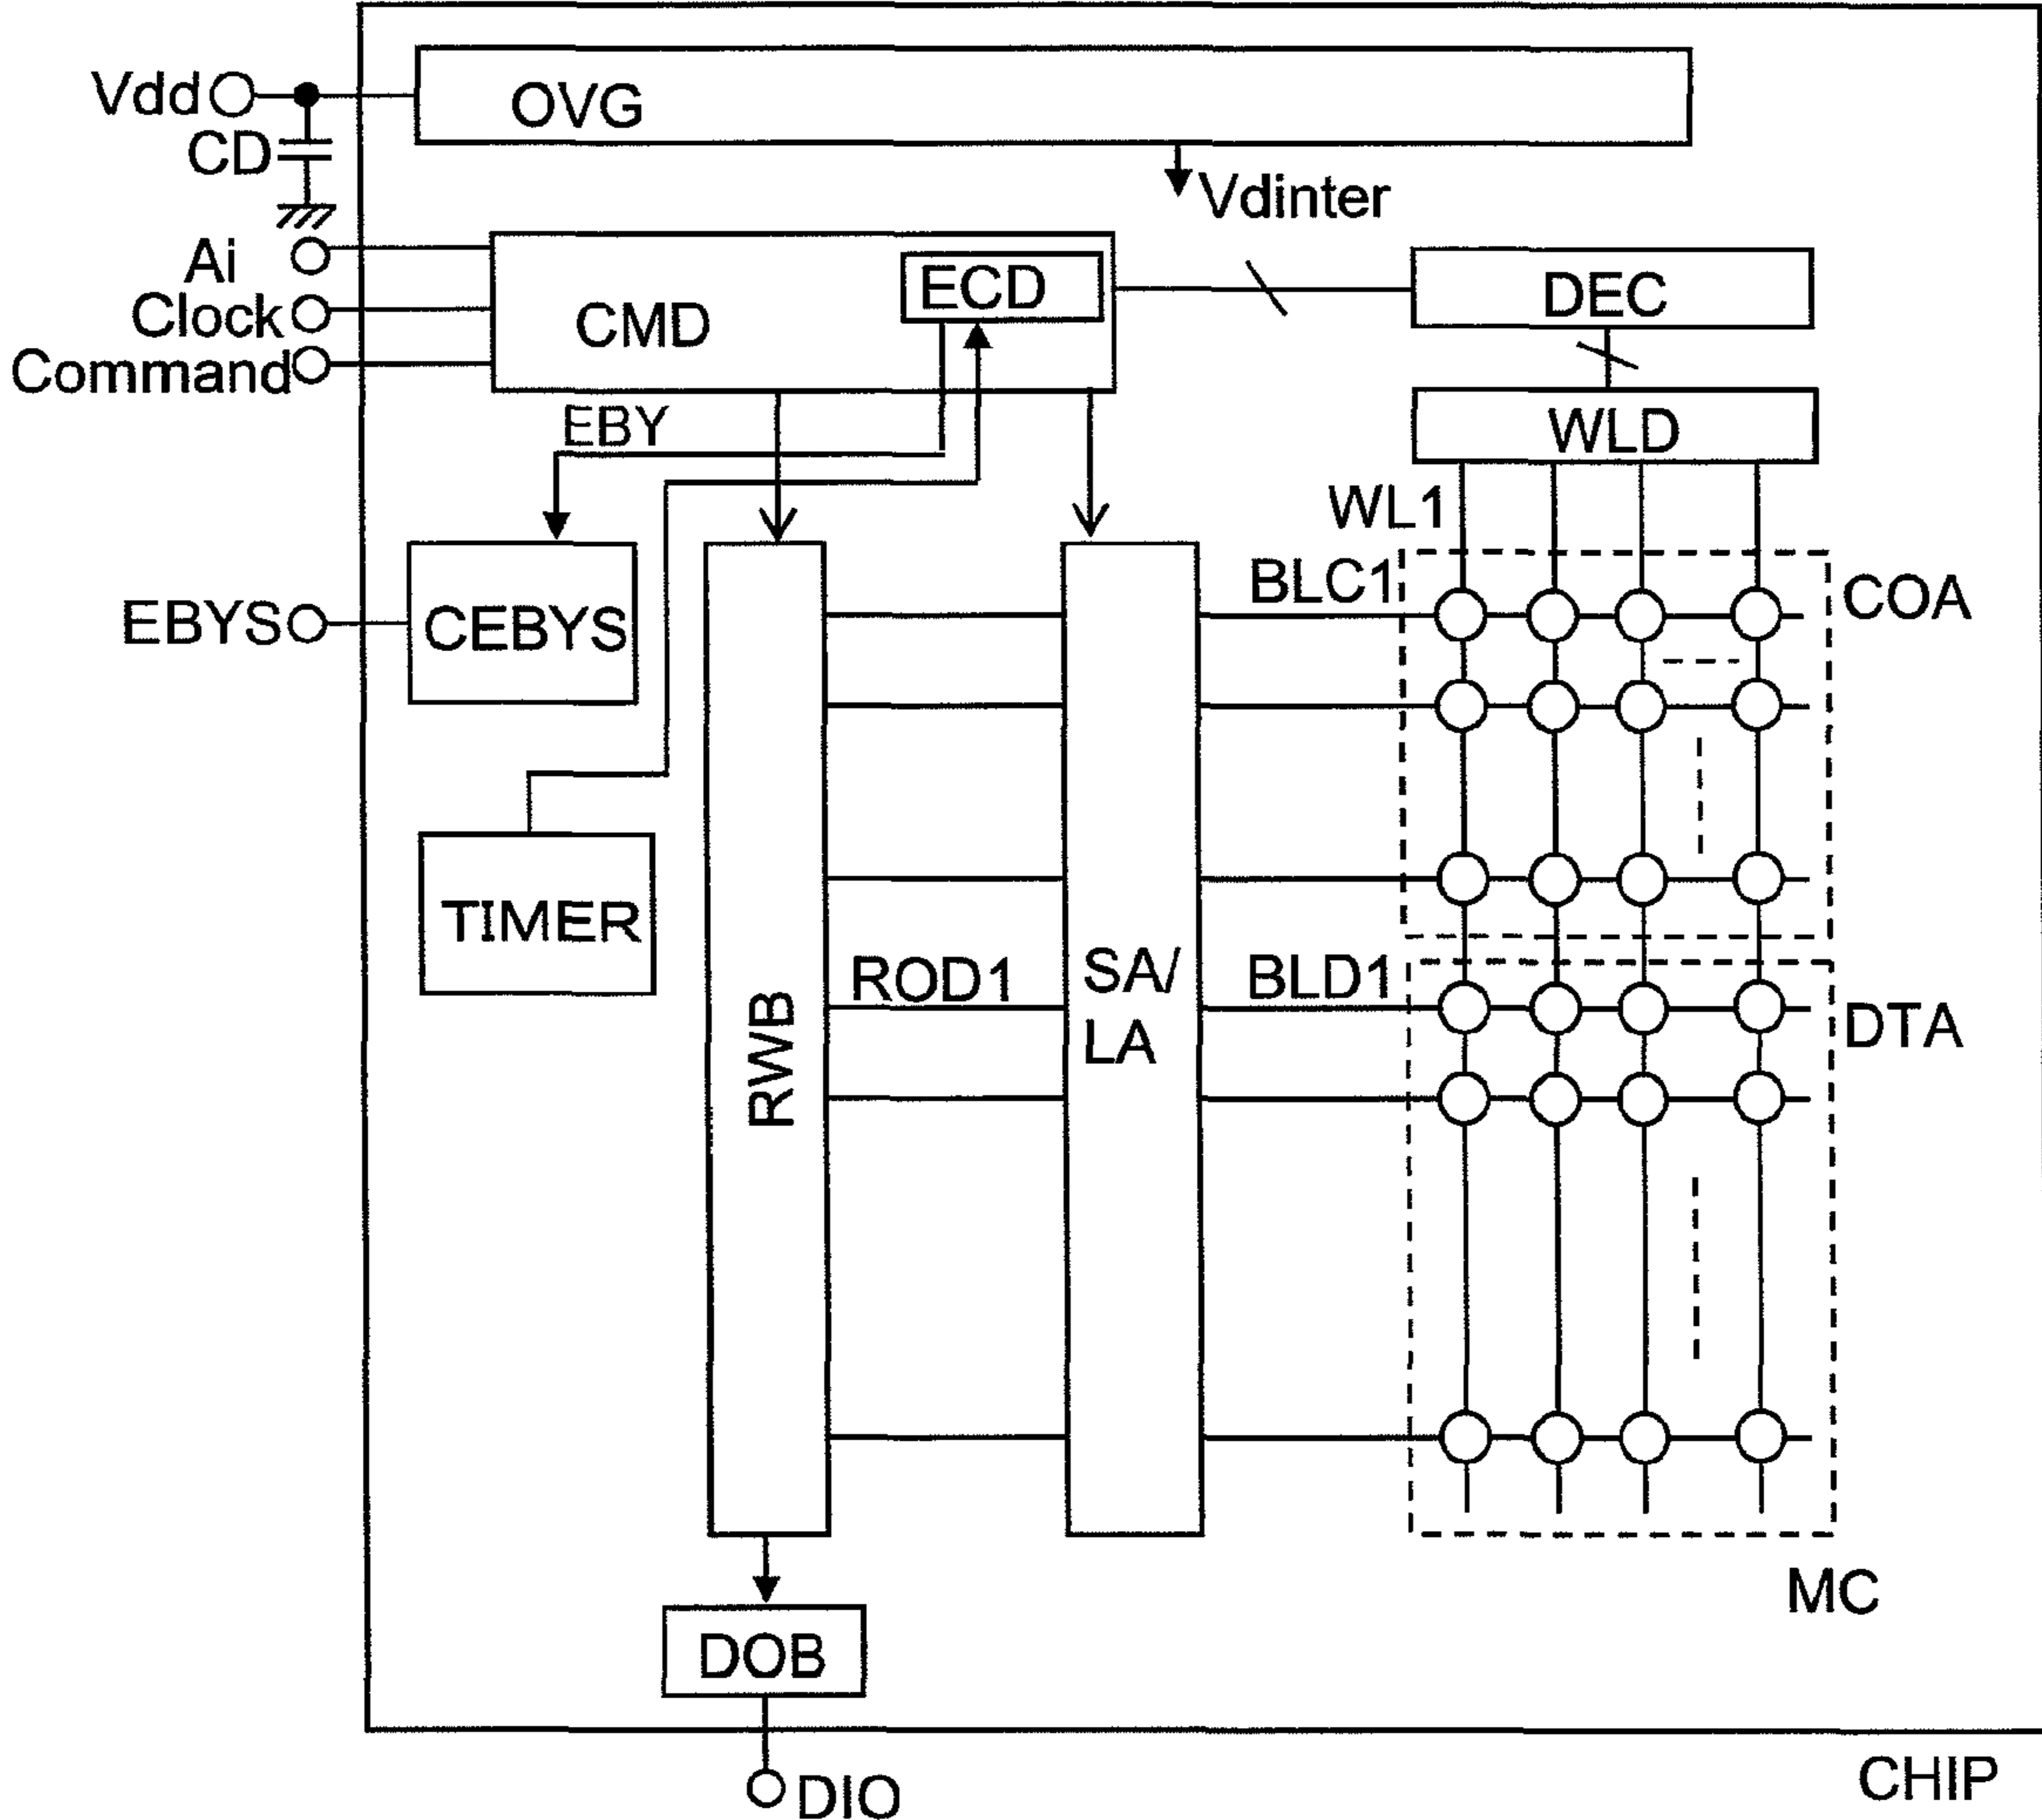 Vdd
OVG
CD
Vdinter
Ai
ECD
DEC
Clock
CMD
Command
EBY
WLD
WL1
BLC1
COA
EBYS
CEBYS
TIMER
ROD1
SA/
LA
BLD1
DTA
RWB
MC
DOB
CHIP
DIO